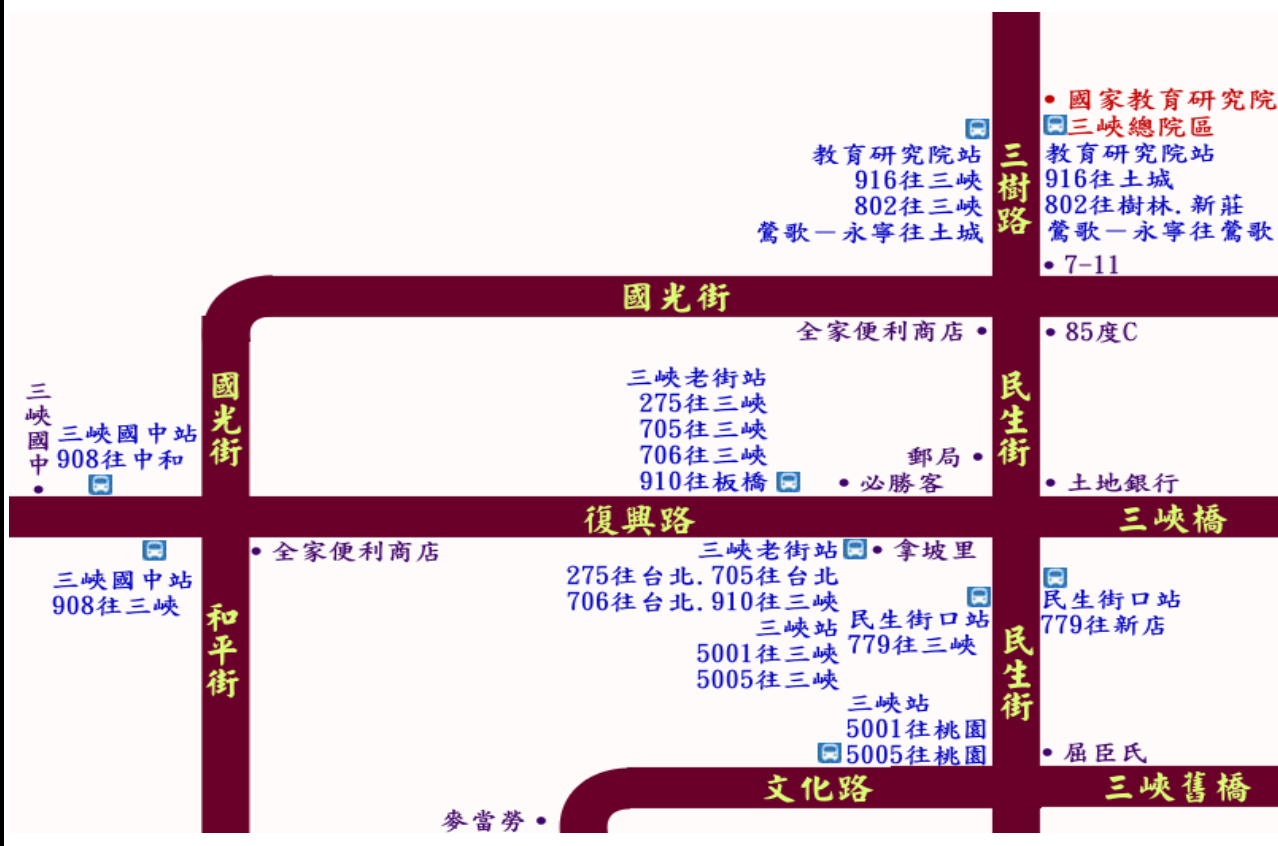 • 國家教育研究院
三峽總院區
教育研究院站
916往三峽
802往三峽
鶯歌－永寧往土城
三樹路
教育研究院站
916往土城
802往樹林.新莊
鶯歌－永寧往鶯歌
• 7-11
國光街
全家便利商店 •
• 85度C
三峽國中 •
三峽國中站
908往中和
國光街
三峽老街站
275往三峽
705往三峽
706往三峽
910往板橋
郵局 •
• 必勝客
民生街
• 土地銀行
復興路
三峽橋
三峽國中站
908往三峽
• 全家便利商店
和平街
三峽老街站
• 拿坡里
275往台北.705往台北
706往台北.910往三峽
三峽站
5001往三峽
5005往三峽
民生街口站
779往三峽
民生街口站
779往新店
民生街
三峽站
5001往桃園
5005往桃園
• 屈臣氏
文化路
三峽舊橋
麥當勞 •